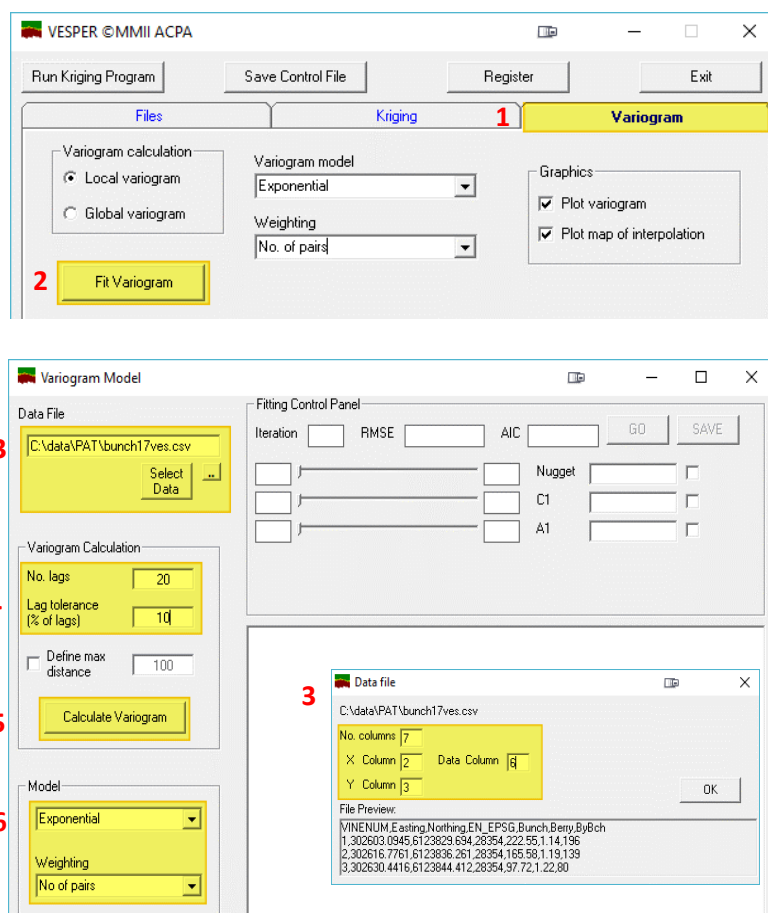 VESPER ©MMII ACPA
Run Kriging Program Save Control File Register Exit
Files Kriging 1 Variogram
Variogram calculation
Local variogram
Global variogram
Variogram model
Exponential
Weighting
No. of pairs
Graphics
Plot variogram
Plot map of interpolation
2 Fit Variogram
Variogram Model
Data File
3 C:\data\PAT\bunch17ves.csv
Select Data ..
Variogram Calculation
No. lags 20
Lag tolerance
(% of lags) 10
Define max
distance 100
5 Calculate Variogram
Model
6 Exponential
Weighting
No of pairs
Fitting Control Panel
Iteration RMSE AIC GO SAVE
Nugget
C1
A1
3 Data file
C:\data\PAT\bunch17ves.csv
No. columns 7
X Column 2 Data Column 6
Y Column 3
OK
File Preview:
VINENUM,Easting,Northing,EN_EPSG,Bunch,Berry,ByBch
1,302603.0945,6123829.694,28354,222.55,1.14,196
2,302616.7761,6123836.261,28354,165.58,1.19,139
3,302630.4416,6123844.412,28354,97.72,1.22,80